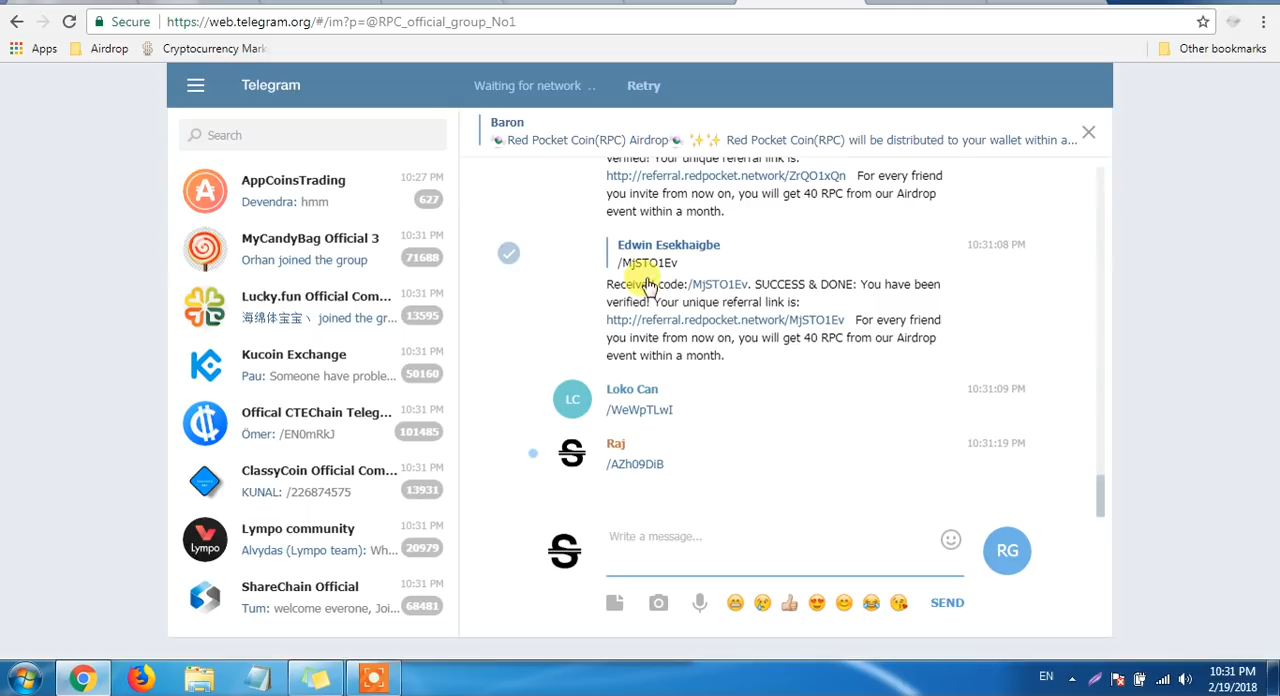 Secure
https://web.telegram.org/#/im?p=@RPC_official_group_No1
Apps
Airdrop
Cryptocurrency Mark
Other bookmarks
Telegram
Waiting for network ..
Retry
Search
AppCoinsTrading
10:27 PM
Devendra: hmm
627
MyCandyBag Official 3
10:31 PM
Orhan joined the group
71688
Lucky.fun Official Com...
10:31 PM
海绵体宝宝丶 joined the gr...
13595
Kucoin Exchange
10:31 PM
Pau: Someone have proble...
50160
Offical CTEChain Teleg...
10:31 PM
Ömer: /EN0mRkJ
101485
ClassyCoin Official Com...
10:31 PM
KUNAL: /226874575
13931
Lympo community
10:31 PM
Alvydas (Lympo team): Wh...
20979
Lympo
ShareChain Official
10:31 PM
Tum: welcome everone, Joi...
68481
Baron
Red Pocket Coin(RPC) Airdrop Red Pocket Coin(RPC) will be distributed to your wallet within a...
verified! Your unique referral link is:
http://referral.redpocket.network/ZrQO1xQn For every friend
you invite from now on, you will get 40 RPC from our Airdrop
event within a month.
Edwin Esekhaigbe
10:31:08 PM
/MjSTO1Ev
code:/MjSTO1Ev. SUCCESS & DONE: You have been
verified! Your unique referral link is:
http://referral.redpocket.network/MjSTO1Ev For every friend
you invite from now on, you will get 40 RPC from our Airdrop
event within a month.
LC
Loko Can
10:31:09 PM
/WeWpTLwI
Raj
10:31:19 PM
/AZh09DiB
Write a message...
RG
SEND
EN
10:31 PM
2/19/2018